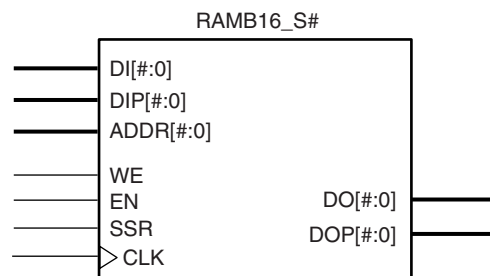 RAMB16_S#
DI[#:0]
DIP[#:0]
ADDR[#:0]
WE
EN
DO[#:0]
SSR
DOP[#:0]
CLK